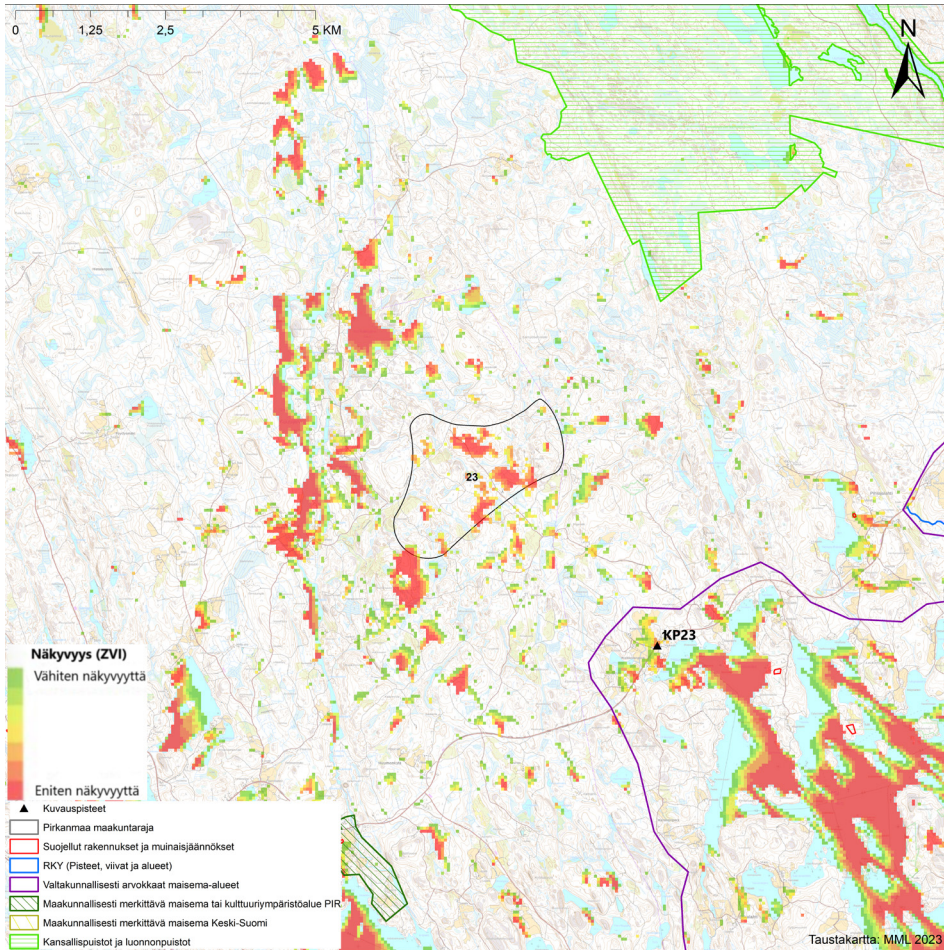 0 1,25 2,5 5 KM
N
23
KP23
Näkyvyys (ZVI)
Vähiten näkyvyyttä
Eniten näkyvyyttä
Kuvauspisteet
Pirkanmaa maakuntaraja
Suojellut rakennukset ja muinaisjäännökset
RKY (Pisteet, viivat ja alueet)
Valtakunnallisesti arvokkaat maisema-alueet
Maakunnallisesti merkittävä maisema tai kulttuuriympäristöalue PIR
Maakunnallisesti merkittävä maisema Keski-Suomi
Kansallispuistot ja luonnonpuistot
Taustakartta: MML 2023